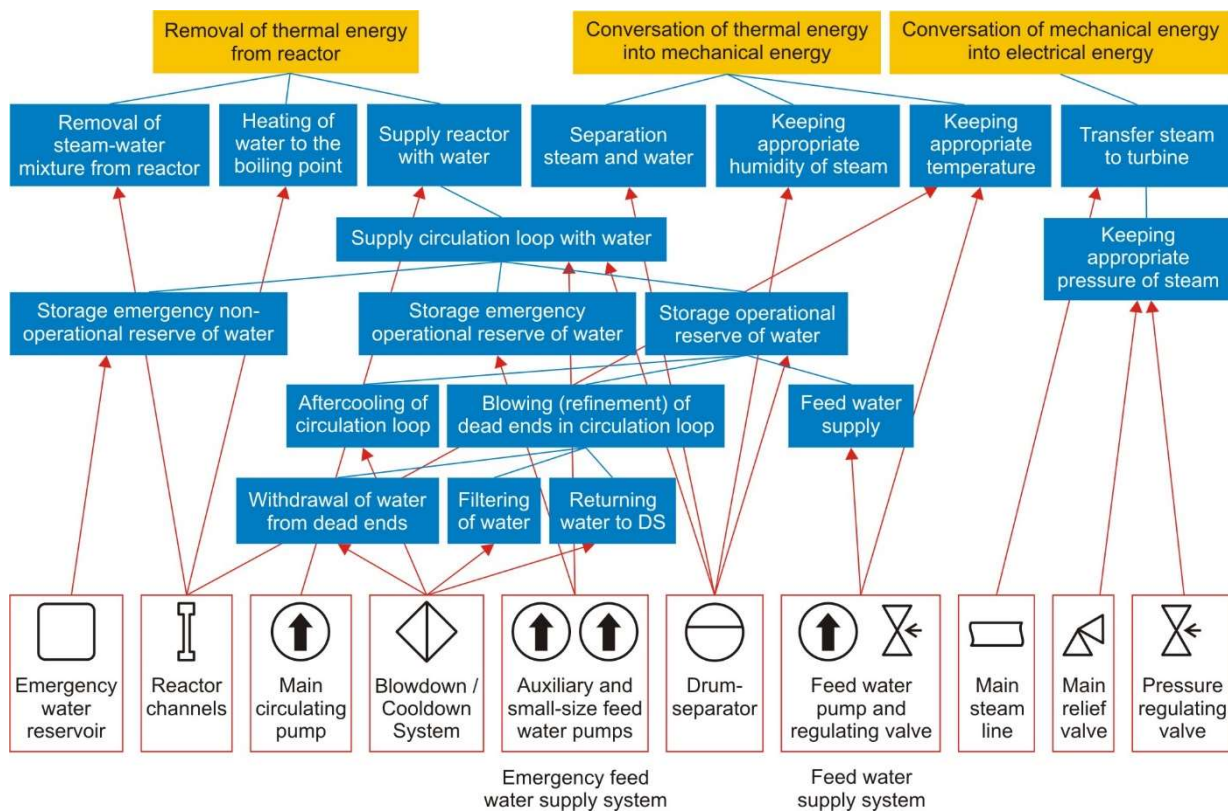 Removal of thermal energy
from reactor
Conversation of thermal energy
into mechanical energy
Conversation of mechanical energy
into electrical energy
Removal of
steam-water
mixture from reactor
Heating of
water to the
boiling point
Supply reactor
with water
Separation
steam and water
Keeping
appropriate
humidity of steam
Keeping
appropriate
temperature
Transfer steam
to turbine
Supply circulation loop with water
Keeping
appropriate
pressure of steam
Storage emergency non-
operational reserve of water
Storage emergency
operational reserve of water
Storage operational
reserve of water
Aftercooling of
circulation loop
Blowing (refinement) of
dead ends in circulation loop
Feed water
supply
Withdrawal of water
from dead ends
Filtering
of water
Returning
water to DS
Emergency
water
reservoir
Reactor
channels
Main
circulating
pump
Blowdown /
Cooldown
System
Auxiliary and
small-size feed
water pumps
Drum-
separator
Feed water
pump and
regulating valve
Main
steam
line
Main
relief
valve
Pressure
regulating
valve
Emergency feed
water supply system
Feed water
supply system